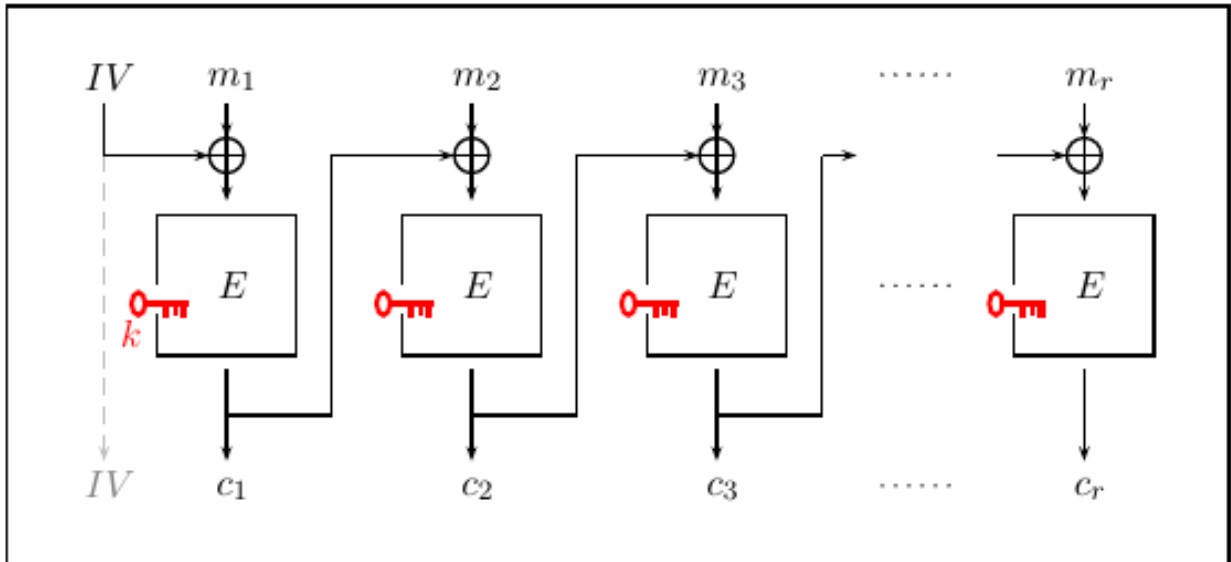 IV m₁ m₂ m₃ ...... mᵣ
E E E ...... E
k
IV c₁ c₂ c₃ ...... cᵣ